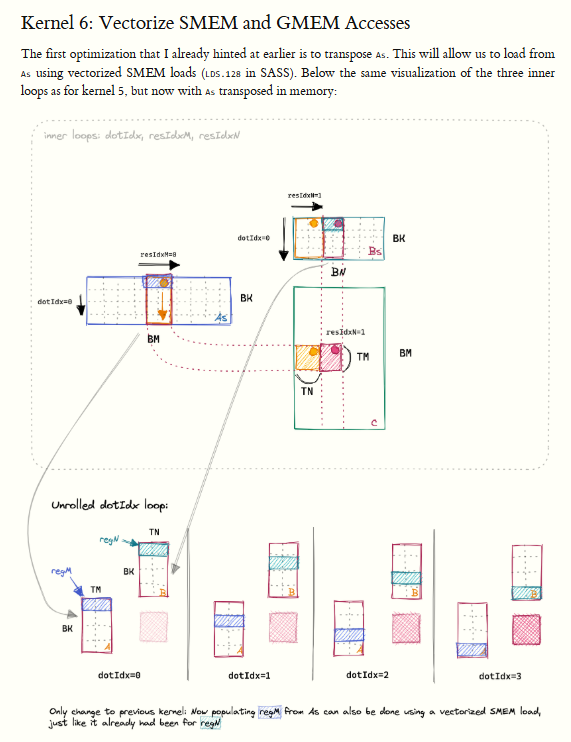 Kernel 6: Vectorize SMEM and GMEM Accesses
The first optimization that I already hinted at earlier is to transpose As. This will allow us to load from
As using vectorized SMEM loads (LDS.128 in SASS). Below the same visualization of the three inner
loops as for kernel 5, but now with As transposed in memory:
inner loops: dotIdx, resIdxM, resIdxN
resIdxN=1
dotIdx=0
BK
Bs
BN
resIdxM=0
dotIdx=0
BK
As
BM
resIdxN=1
TM
BM
TN
C
Unrolled dotIdx loop:
TN
regN
BK
B
regM
TM
BK
A
B
A
B
A
B
A
dotIdx=0
dotIdx=1
dotIdx=2
dotIdx=3
Only change to previous kernel: Now populating regM from As can also be done using a vectorized SMEM load,
just like it already had been for regN